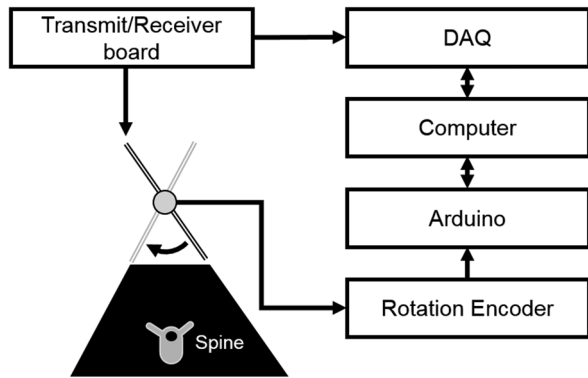 Transmit/Receiver
board
DAQ
Computer
Arduino
Rotation Encoder
Spine